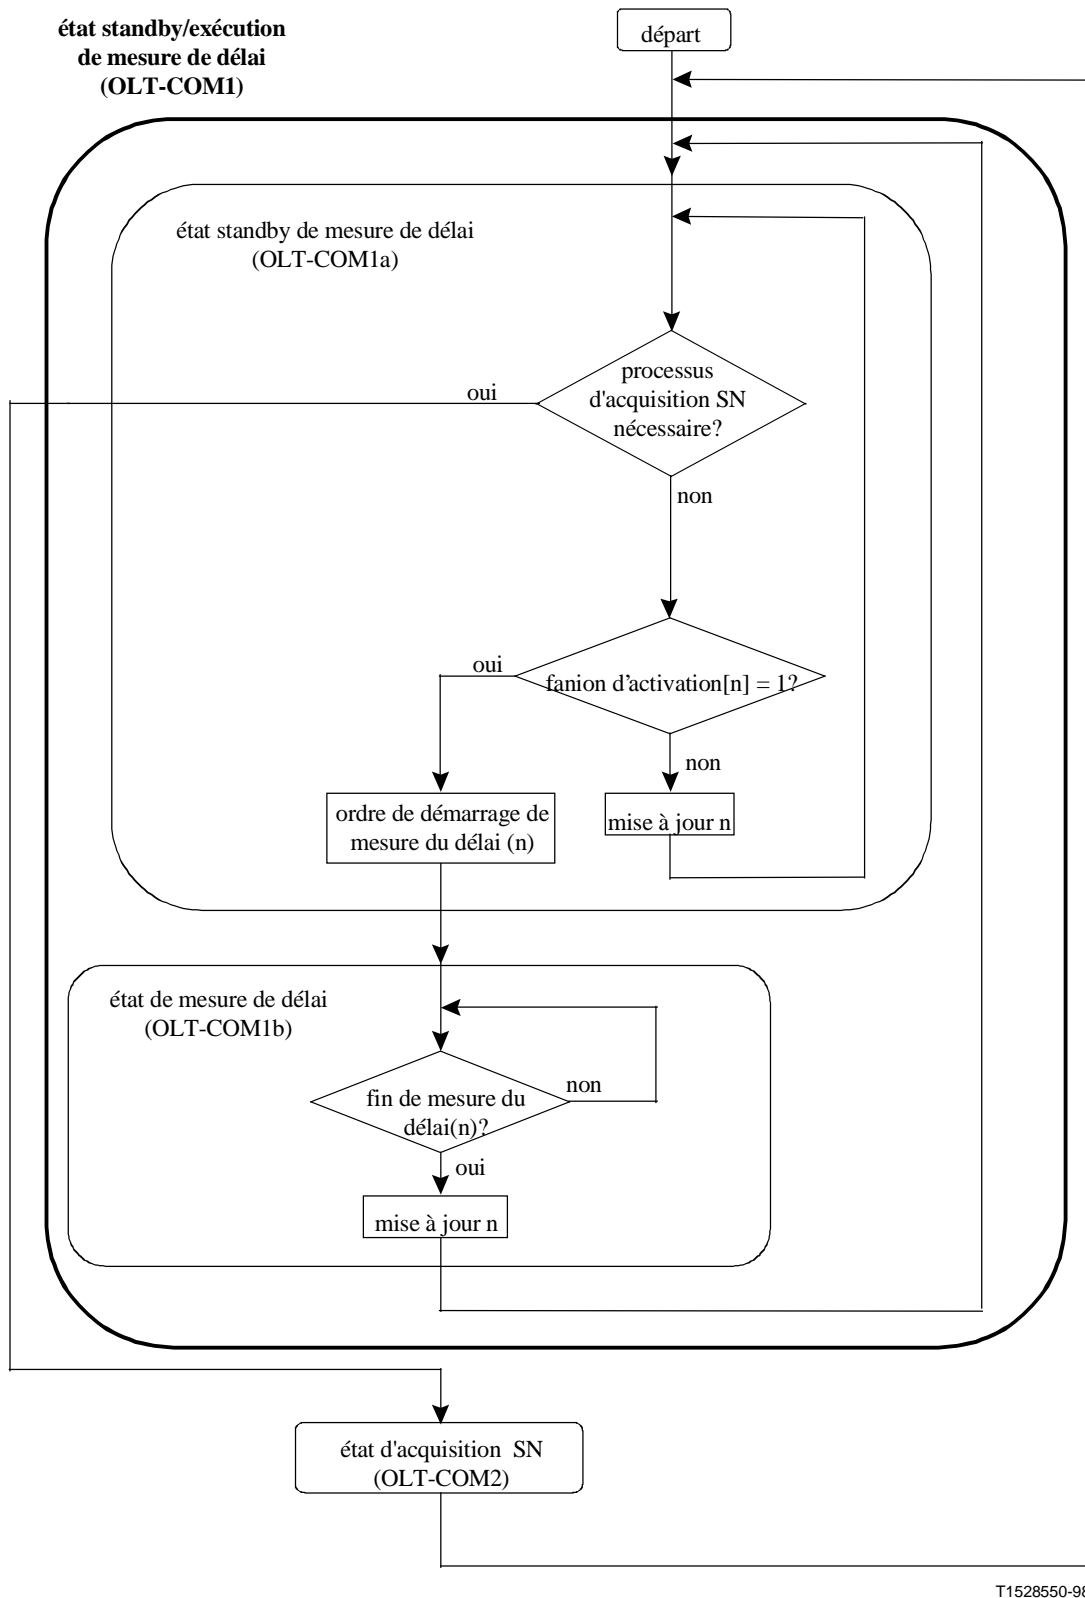 état standby/exécution
de mesure de délai
(OLT-COM1)
départ
état standby de mesure de délai
(OLT-COM1a)
processus
d'acquisition SN
nécessaire?
oui
non
fanion d'activation[n] = 1?
oui
non
ordre de démarrage de
mesure du délai (n)
mise à jour n
état de mesure de délai
(OLT-COM1b)
fin de mesure du
délai(n)?
non
oui
mise à jour n
état d'acquisition SN
(OLT-COM2)
T1528550-98